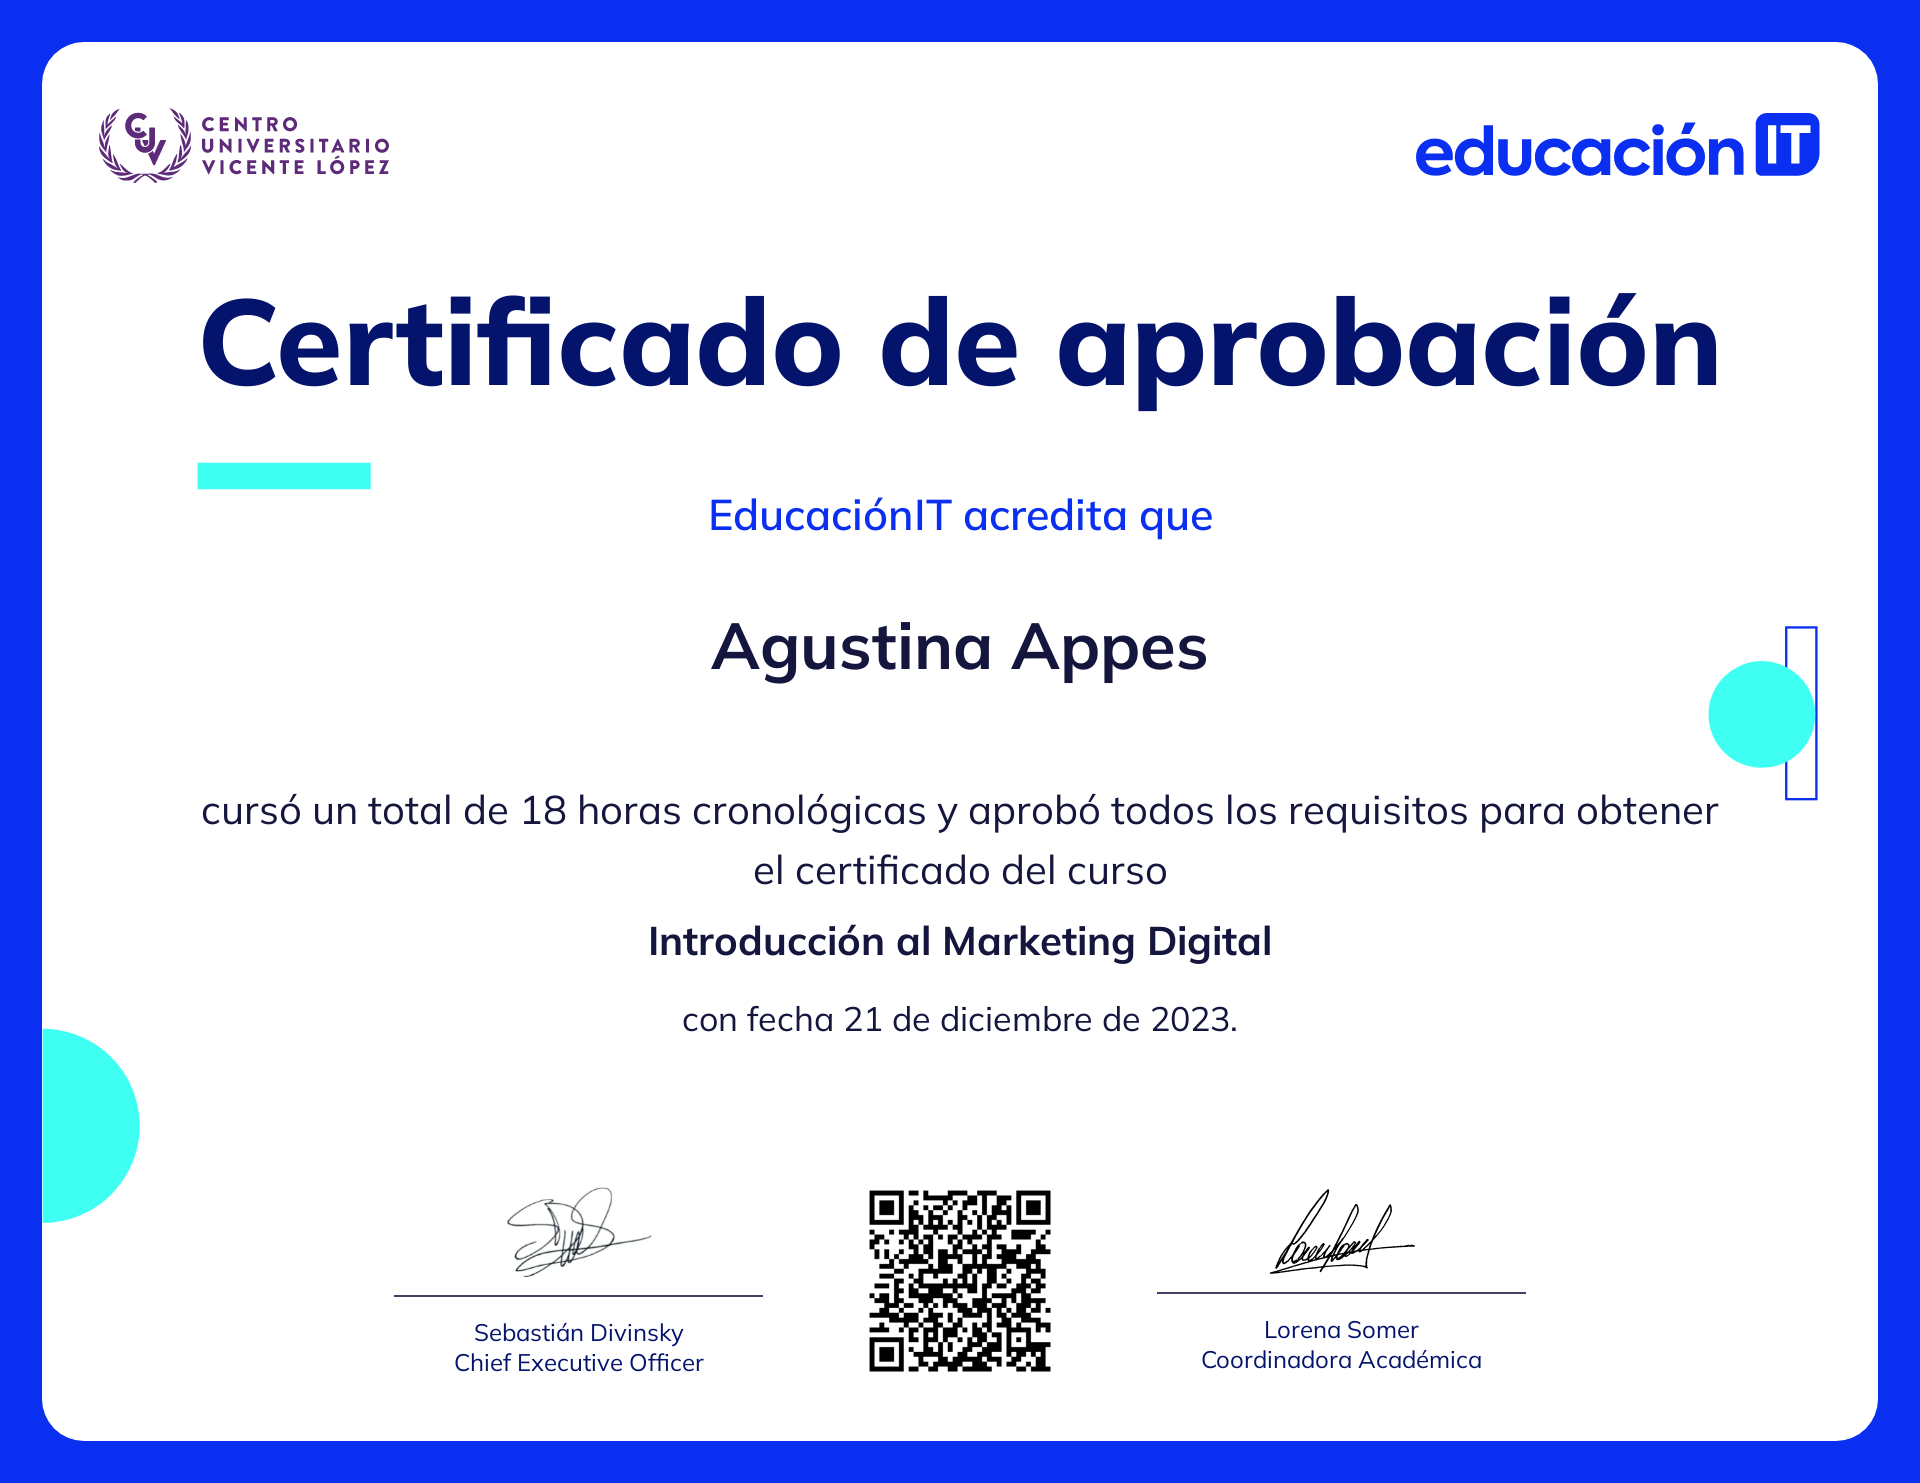 CENTRO
UNIVERSITARIO
VICENTE LÓPEZ
educación IT
Certificado de aprobación
EducaciónIT acredita que
Agustina Appes
cursó un total de 18 horas cronológicas y aprobó todos los requisitos para obtener
el certificado del curso
Introducción al Marketing Digital
con fecha 21 de diciembre de 2023.
Sebastián Divinsky
Chief Executive Officer
Lorena Somer
Coordinadora Académica